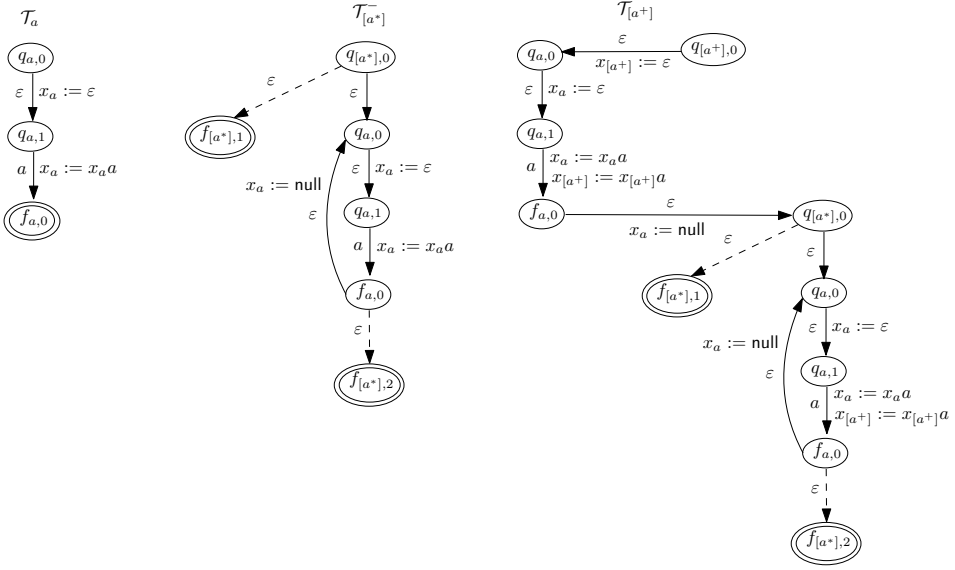 𝒯_a
q_{a,0}
ε x_a := ε
q_{a,1}
a x_a := x_a a
f_{a,0}
𝒯^-_{[a*]}
q_{[a*],0}
ε
ε
f_{[a*],1}
q_{a,0}
ε x_a := ε
x_a := null
q_{a,1}
ε
a x_a := x_a a
f_{a,0}
ε
f_{[a*],2}
𝒯_{[a⁺]}
q_{a,0}
ε
x_{[a⁺]} := ε
q_{[a⁺],0}
ε x_a := ε
q_{a,1}
a x_a := x_a a
x_{[a⁺]} := x_{[a⁺]} a
f_{a,0}
ε
x_a := null
q_{[a*],0}
ε
ε
f_{[a*],1}
q_{a,0}
ε x_a := ε
x_a := null
ε
q_{a,1}
a x_a := x_a a
x_{[a⁺]} := x_{[a⁺]} a
f_{a,0}
ε
f_{[a*],2}